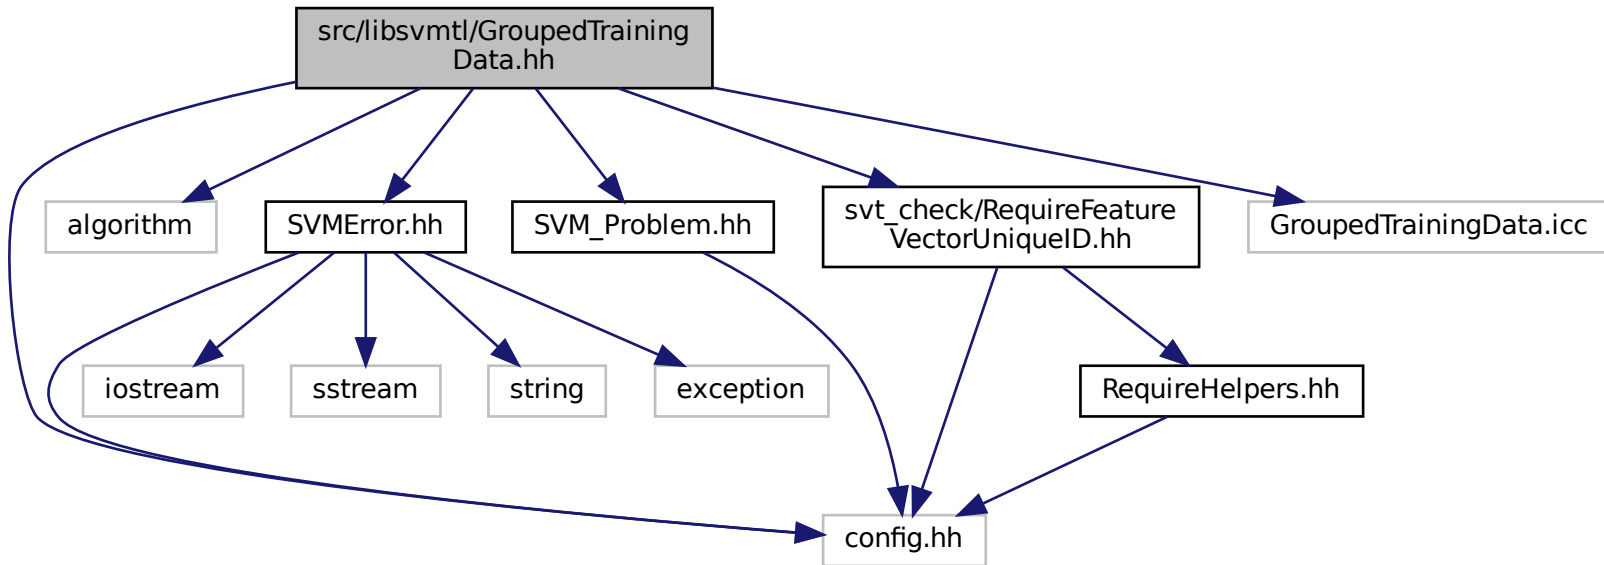 src/libsvmtl/GroupedTraining
Data.hh
algorithm
SVMError.hh
SVM_Problem.hh
svt_check/RequireFeature
VectorUniqueID.hh
GroupedTrainingData.icc
iostream
sstream
string
exception
RequireHelpers.hh
config.hh